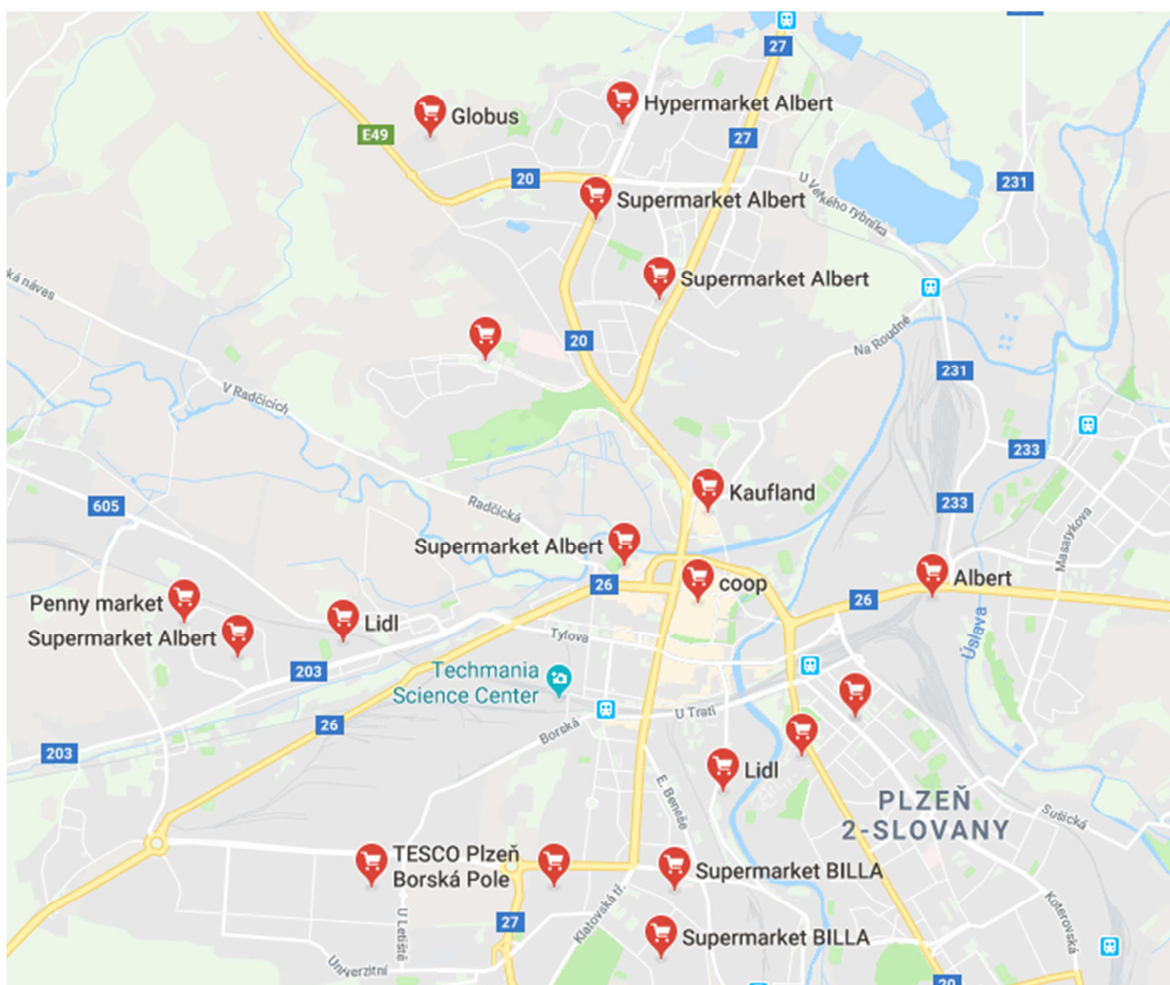 27
Globus
Hypermarket Albert
E49
27
20
231
Supermarket Albert
U Velkého rybníka
Supermarket Albert
ká náves
20
Na Roudné
231
V Radčicích
233
Kaufland
605
Radčická
233
Masarykova
Supermarket Albert
26
coop
Albert
26
Penny market
Supermarket Albert
Lidl
Tylova
Úslava
203
Techmania
Science Center
26
Borská
U Trati
203
Lidl
E. Beneše
PLZEŇ
2-SLOVANY
Sušická
TESCO Plzeň
Borská Pole
Supermarket BILLA
U Letiště
27
Klatovská tř.
Koterovská
Supermarket BILLA
Univerzitní
20